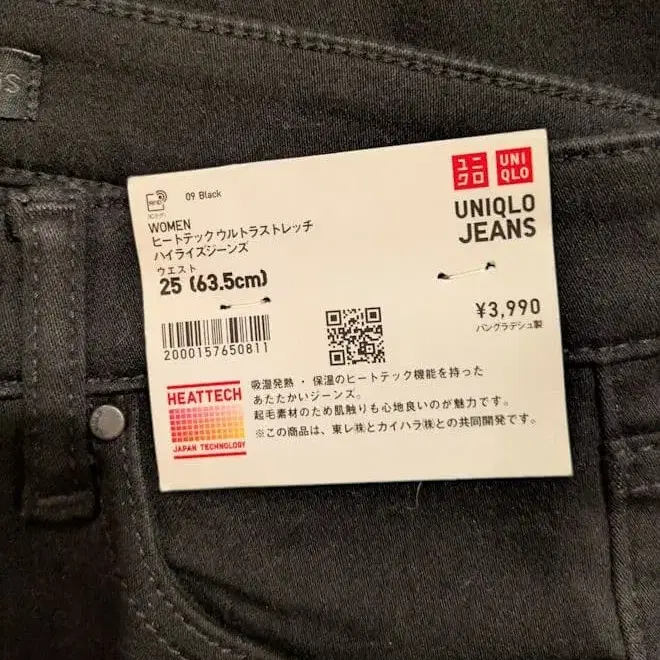 09 Black
RFID
WOMEN
ヒートテックウルトラストレッチ
ハイライズジーンズ
ウエスト
25 (63.5cm)
2000157650811
ユニ
クロ
UNI
QLO
UNIQLO
JEANS
¥3,990
バングラデシュ製
HEATTECH
JAPAN TECHNOLOGY
吸湿発熱・保温のヒートテック機能を持った
あたたかいジーンズ。
起毛素材のため肌触りも心地良いのが魅力です。
※この商品は、東レ㈱とカイハラ㈱との共同開発です。